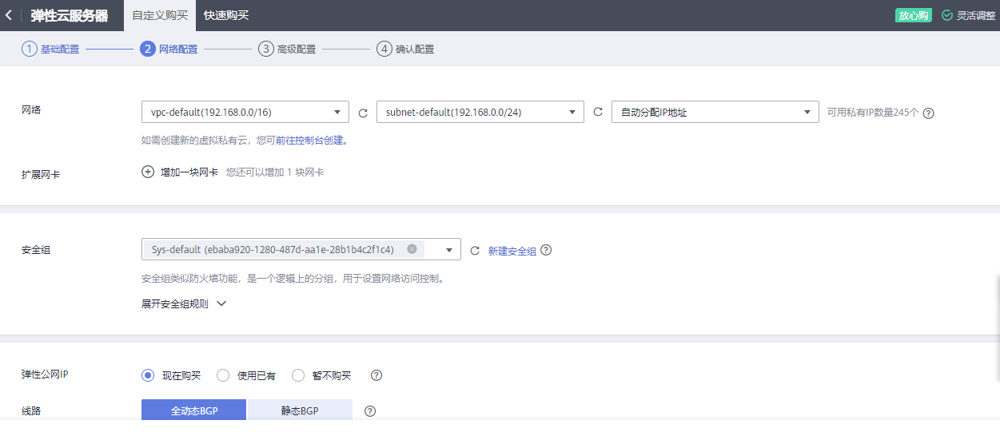 弹性云服务器 自定义购买 快速购买 放心购 灵活调整
1 基础配置 2 网络配置 3 高级配置 4 确认配置
网络 vpc-default(192.168.0.0/16) subnet-default(192.168.0.0/24) 自动分配IP地址 可用私有IP数量245个 ?
如需创建新的虚拟私有云，您可前往控制台创建。
扩展网卡 增加一块网卡 您还可以增加 1 块网卡
安全组 Sys-default (ebaba920-1280-487d-aa1e-28b1b4c2f1c4) 新建安全组 ?
安全组类似防火墙功能，是一个逻辑上的分组，用于设置网络访问控制。
展开安全组规则
弹性公网IP 现在购买 使用已有 暂不购买 ?
线路 全动态BGP 静态BGP ?